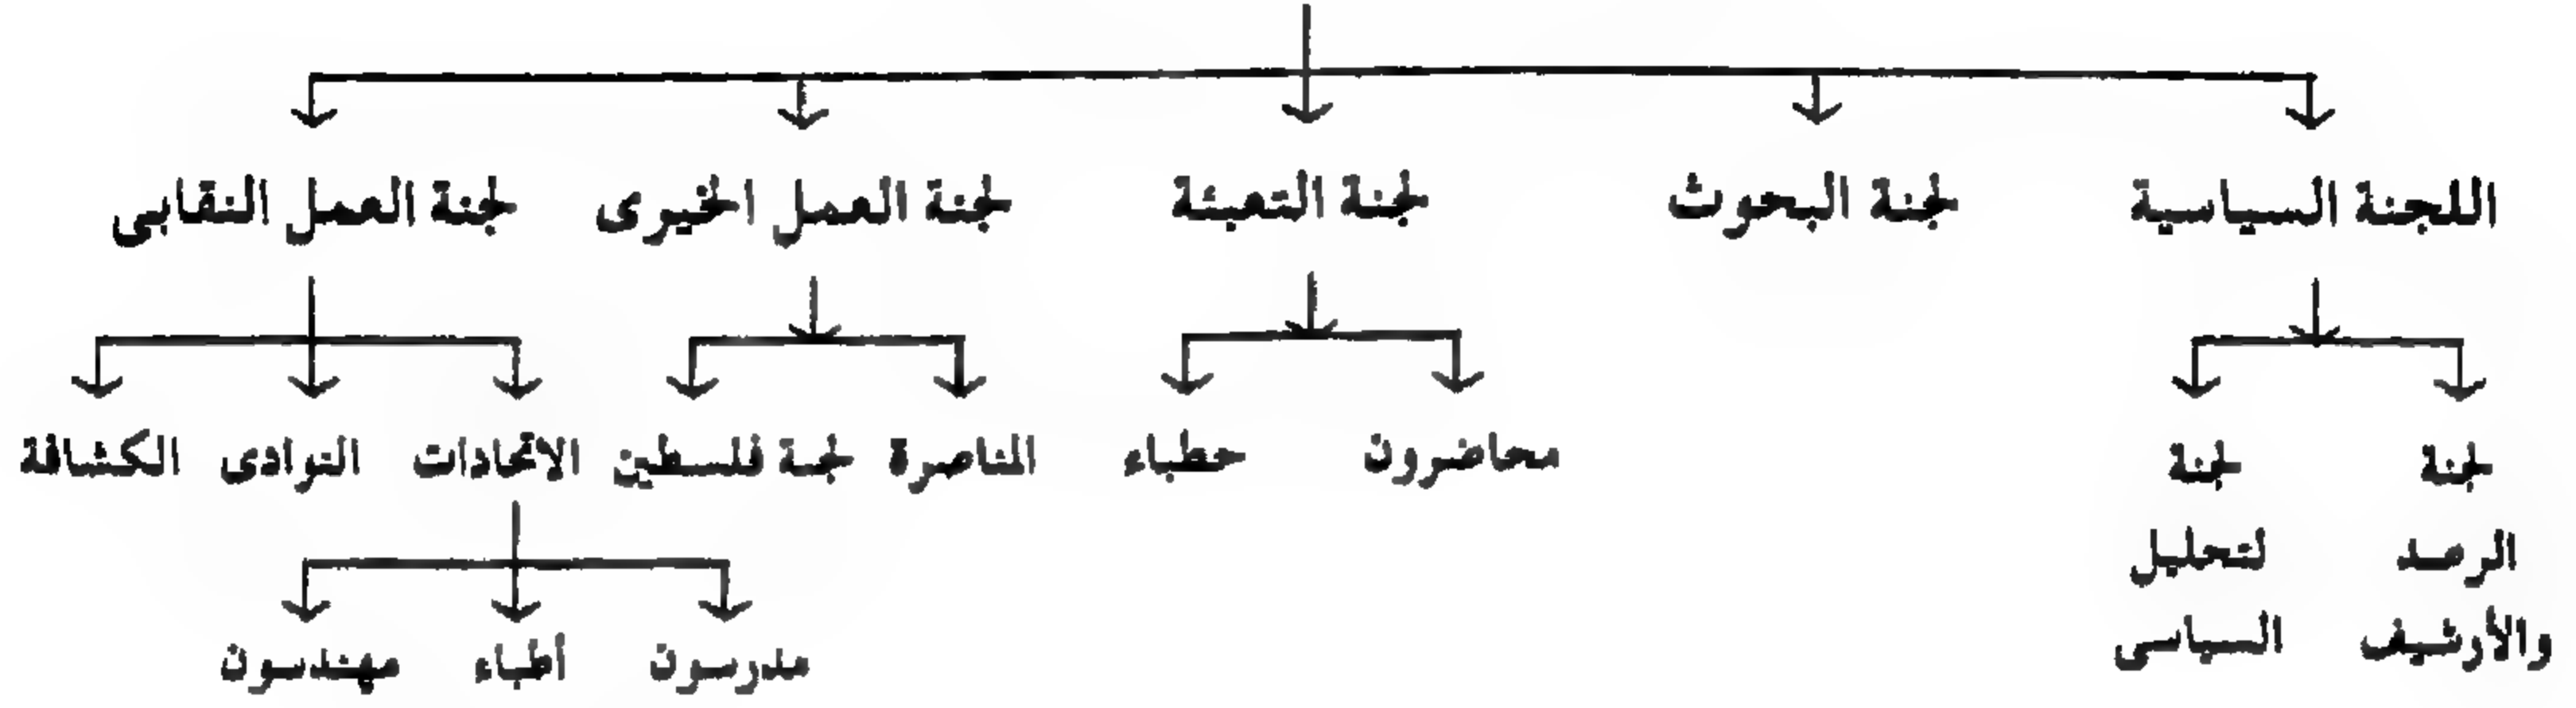 اللجنة السياسية
لجنة البحوث
لجنة التعبئة
لجنة العمل الخيرى
لجنة العمل النقابى
لجنة
الرصد
والأرشيف
لجنة
لتحليل
السياسى
محاضرون
خطباء
المناصرة
لجنة فلسطين
الاتحادات
النوادى
الكشافة
مدرسون
أطباء
مهندسون